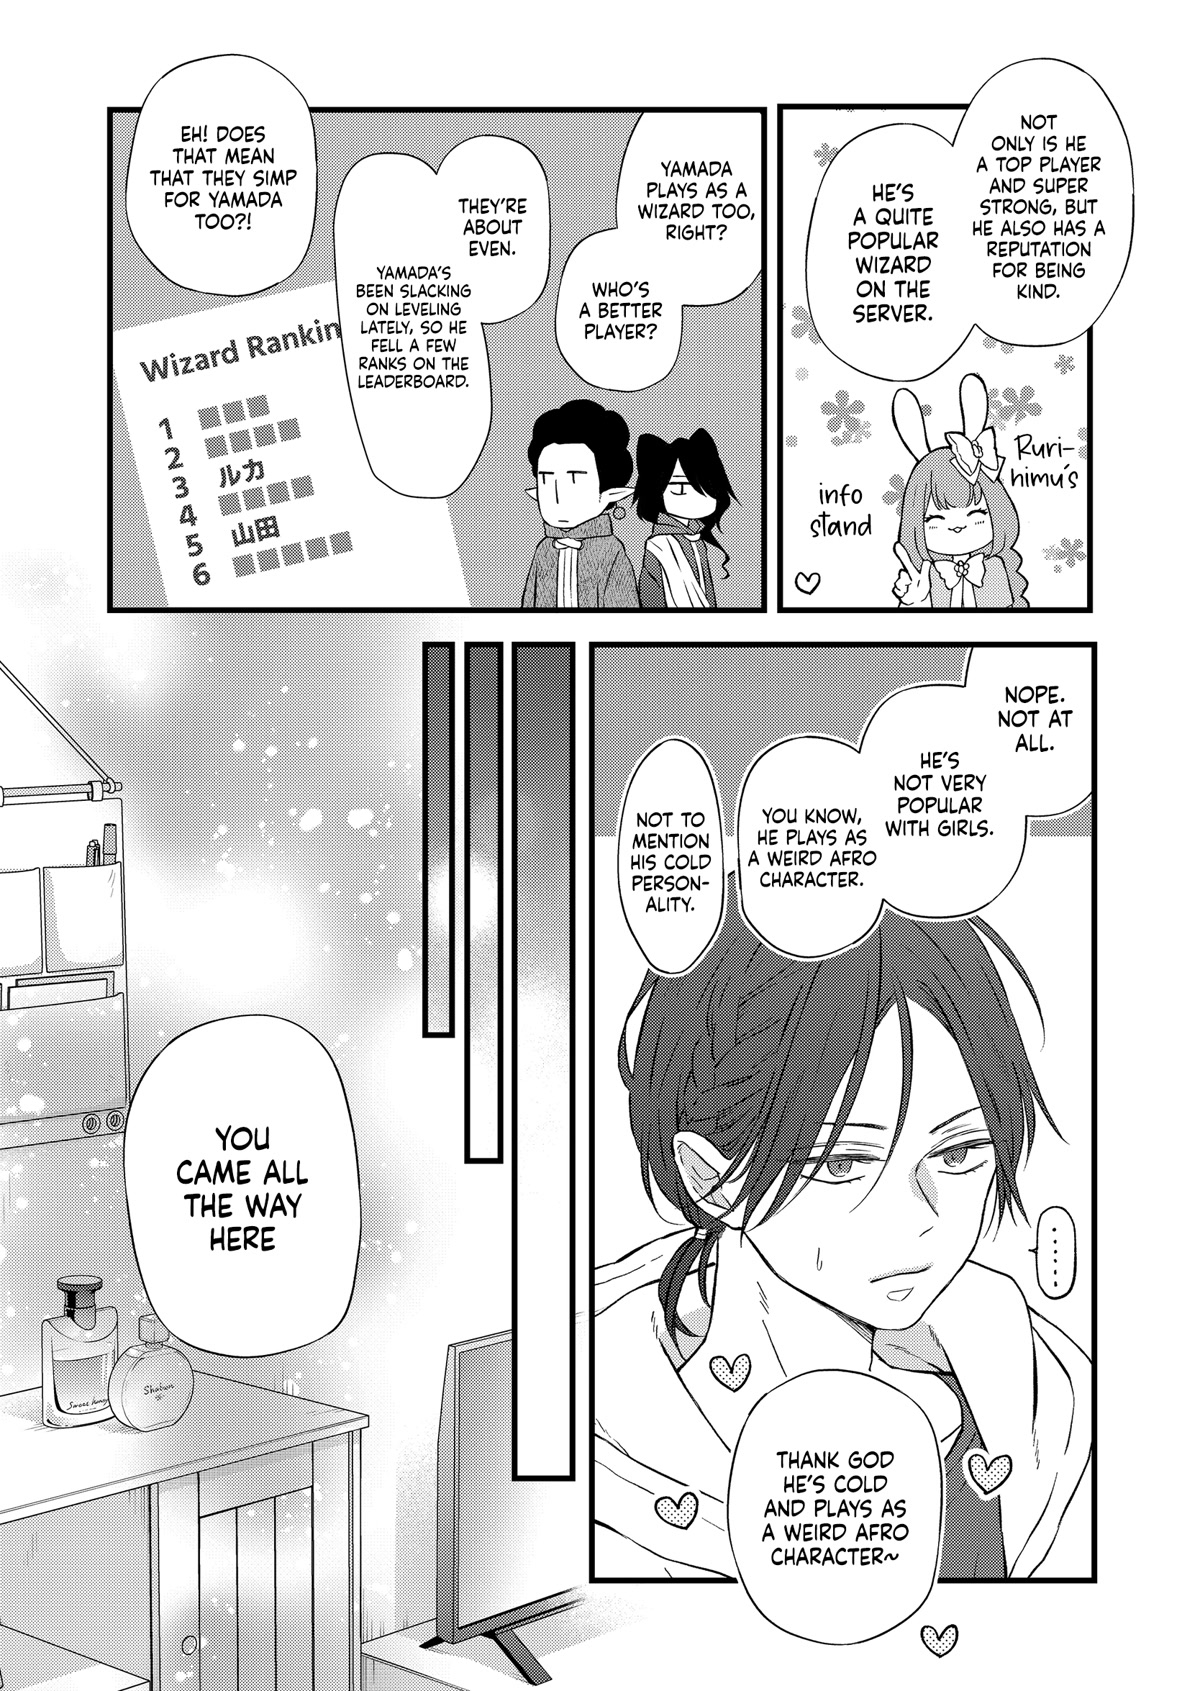 NOT
ONLY IS HE
A TOP PLAYER
AND SUPER
STRONG, BUT
HE ALSO HAS A
REPUTATION
FOR BEING
KIND.
HE'S
A QUITE
POPULAR
WIZARD
ON THE
SERVER.
Ruri-
himu's
info
stand
YAMADA
PLAYS AS A
WIZARD TOO,
RIGHT?
WHO'S
A BETTER
PLAYER?
THEY'RE
ABOUT
EVEN.
YAMADA'S
BEEN SLACKING
ON LEVELING
LATELY, SO HE
FELL A FEW
RANKS ON THE
LEADERBOARD.
EH! DOES
THAT MEAN
THAT THEY SIMP
FOR YAMADA
TOO?!
Wizard Rankin
1
2
3 ルカ
4
5 山田
6
NOPE.
NOT AT
ALL.
HE'S
NOT VERY
POPULAR
WITH GIRLS.
YOU KNOW,
HE PLAYS AS
A WEIRD AFRO
CHARACTER.
NOT TO
MENTION
HIS COLD
PERSON-
ALITY.
......
THANK GOD
HE'S COLD
AND PLAYS AS
A WEIRD AFRO
CHARACTER~
YOU
CAME ALL
THE WAY
HERE
Shabon